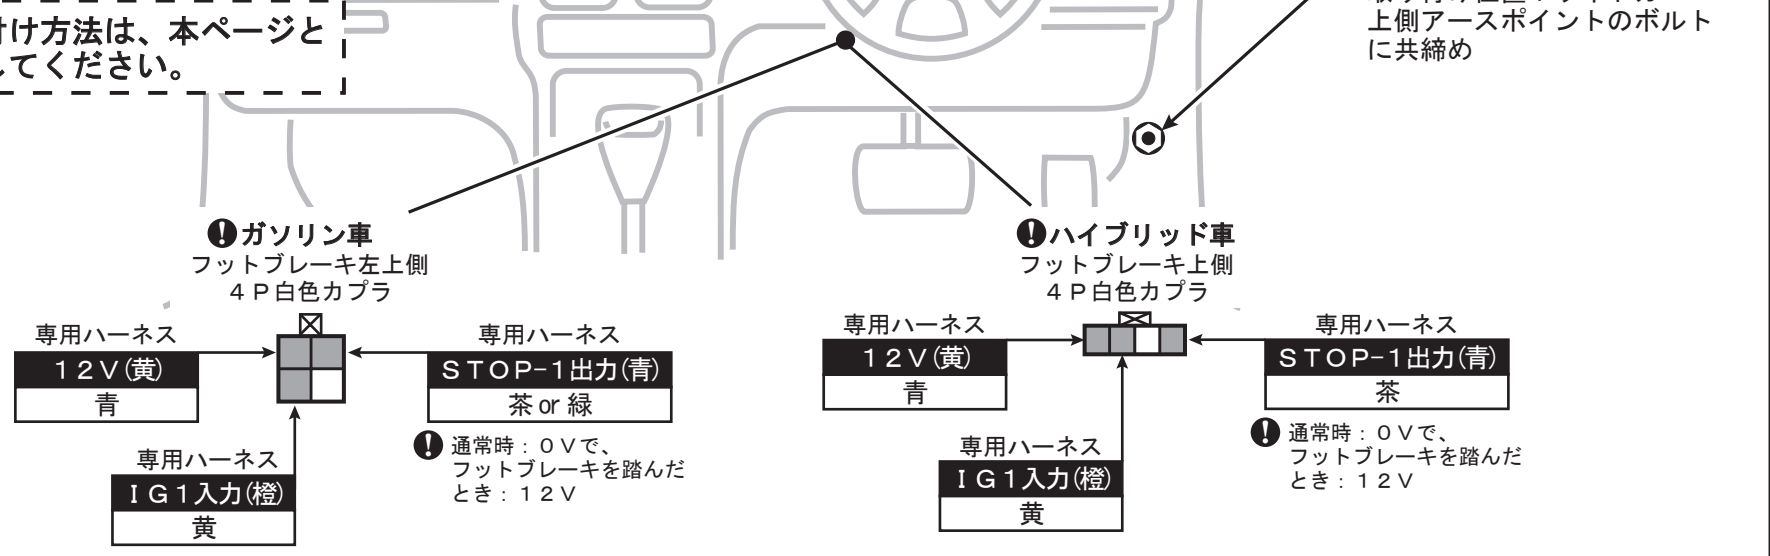 け方法は、本ページと
してください。
上側アースポイントのボルト
に共締め
ガソリン車
フットブレーキ左上側
４Ｐ白色カプラ
専用ハーネス
１２Ｖ(黄)
青
専用ハーネス
ＳＴＯＰ-１出力(青)
茶 or 緑
通常時：０Ｖで、
フットブレーキを踏んだ
とき：１２Ｖ
専用ハーネス
ＩＧ１入力(橙)
黄
ハイブリッド車
フットブレーキ上側
４Ｐ白色カプラ
専用ハーネス
１２Ｖ(黄)
青
専用ハーネス
ＳＴＯＰ-１出力(青)
茶
通常時：０Ｖで、
フットブレーキを踏んだ
とき：１２Ｖ
専用ハーネス
ＩＧ１入力(橙)
黄